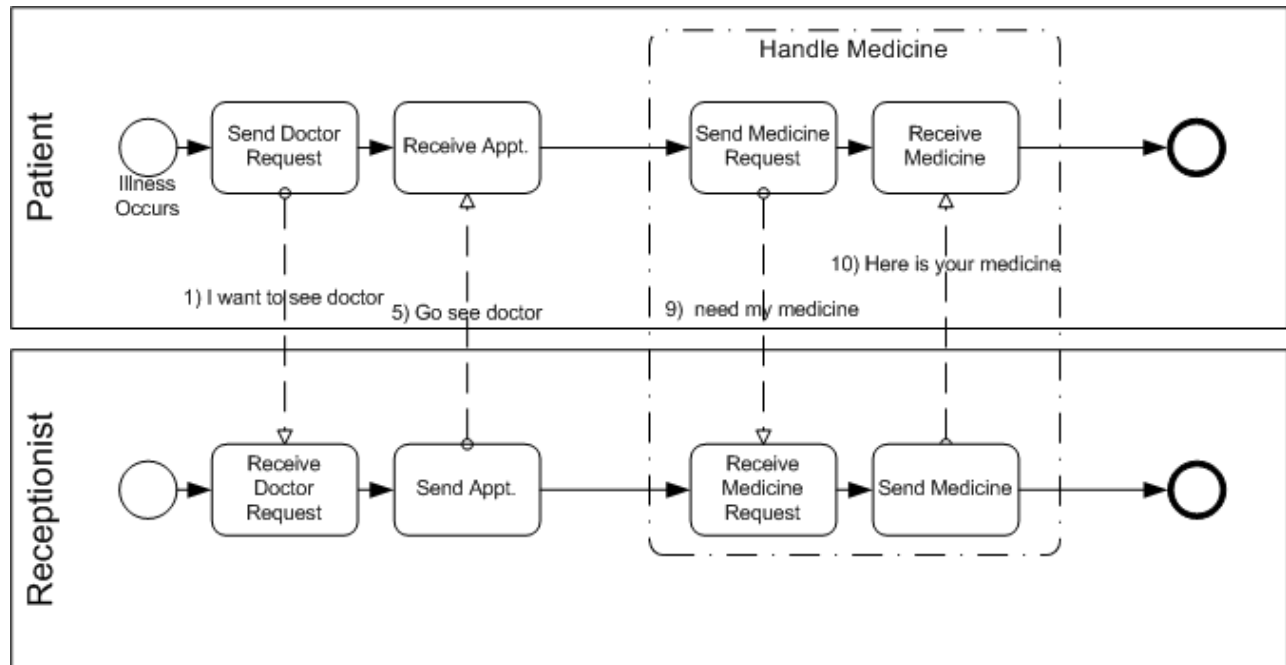 Patient
Handle Medicine
Send Doctor
Request
Receive Appt.
Send Medicine
Request
Receive
Medicine
Illness
Occurs
1) I want to see doctor
5) Go see doctor
9) need my medicine
10) Here is your medicine
Receptionist
Receive
Doctor
Request
Send Appt.
Receive
Medicine
Request
Send Medicine